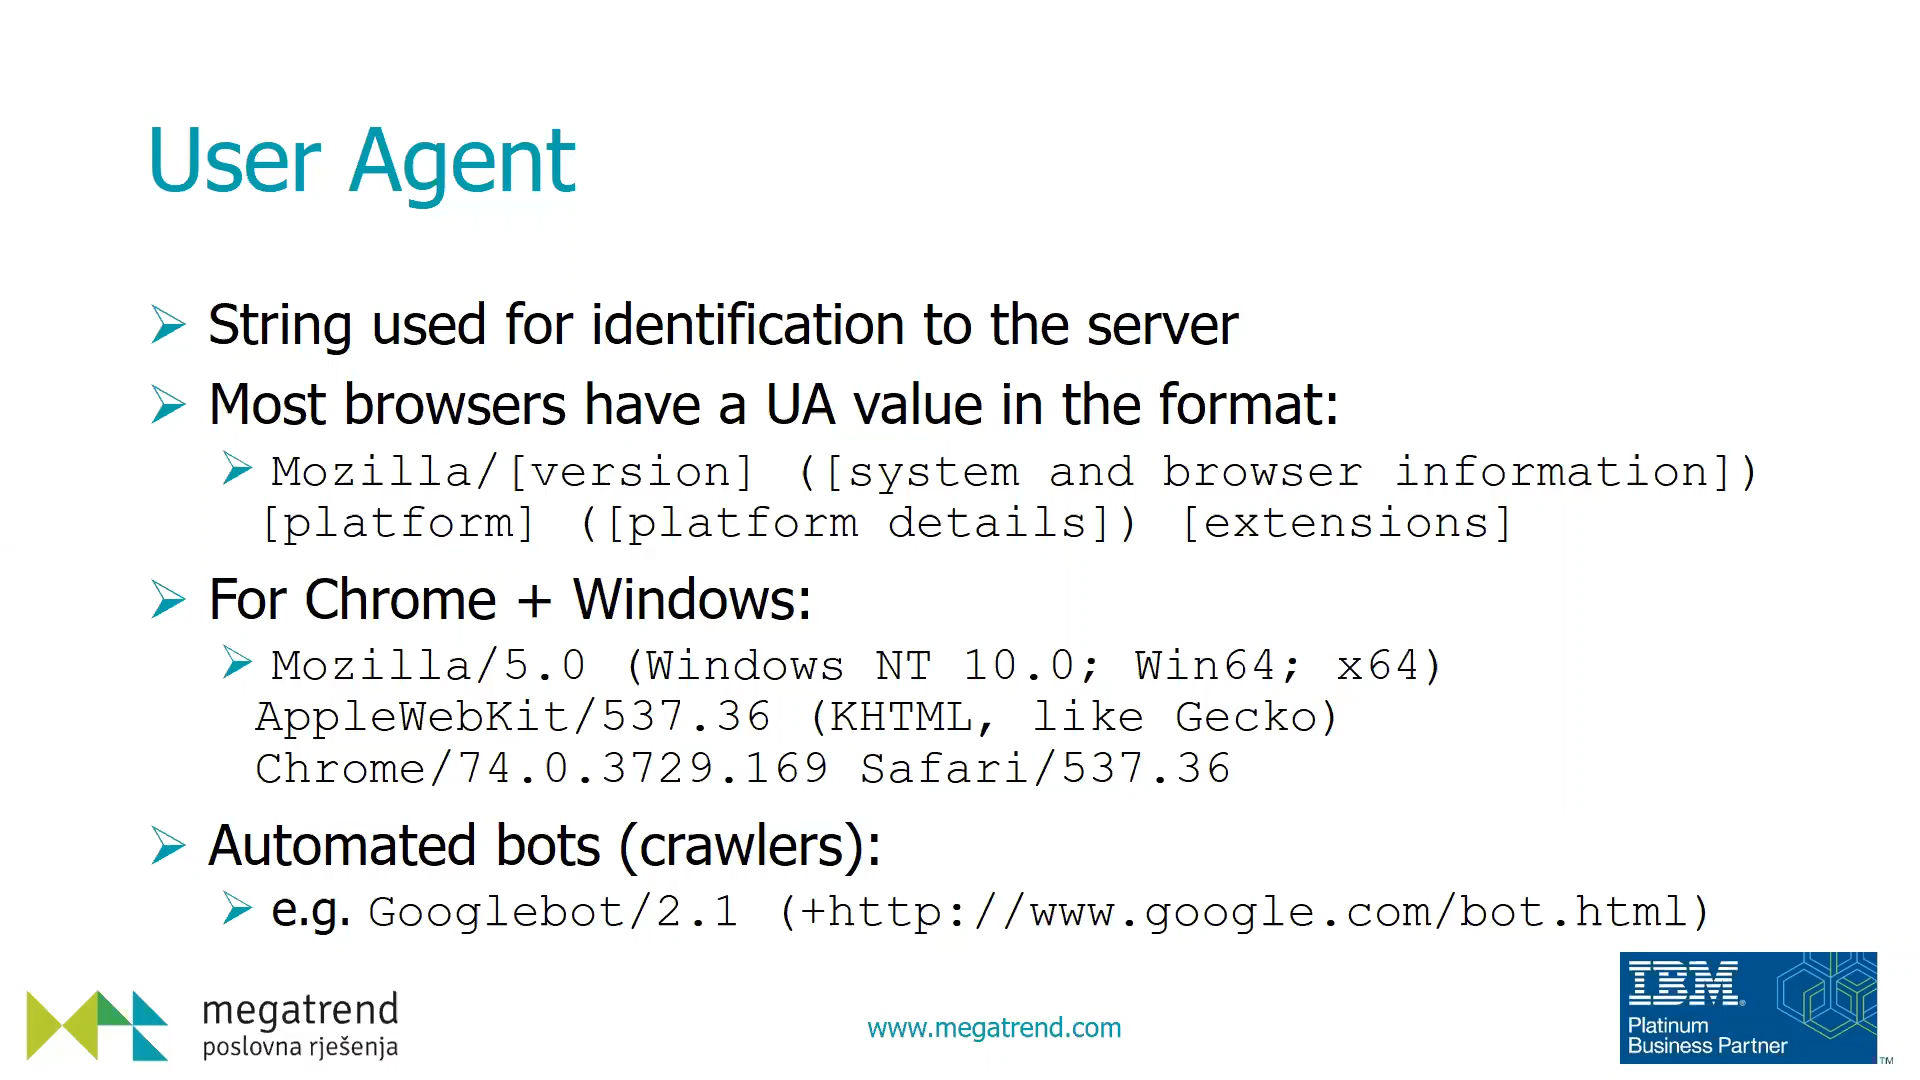 User Agent
String used for identification to the server
Most browsers have a UA value in the format:
Mozilla/[version] ([system and browser information])
[platform] ([platform details]) [extensions]
For Chrome + Windows:
Mozilla/5.0 (Windows NT 10.0; Win64; x64)
AppleWebKit/537.36 (KHTML, like Gecko)
Chrome/74.0.3729.169 Safari/537.36
Automated bots (crawlers):
e.g. Googlebot/2.1 (+http://www.google.com/bot.html)
megatrend
poslovna rješenja
www.megatrend.com
IBM®
Platinum
Business Partner
™